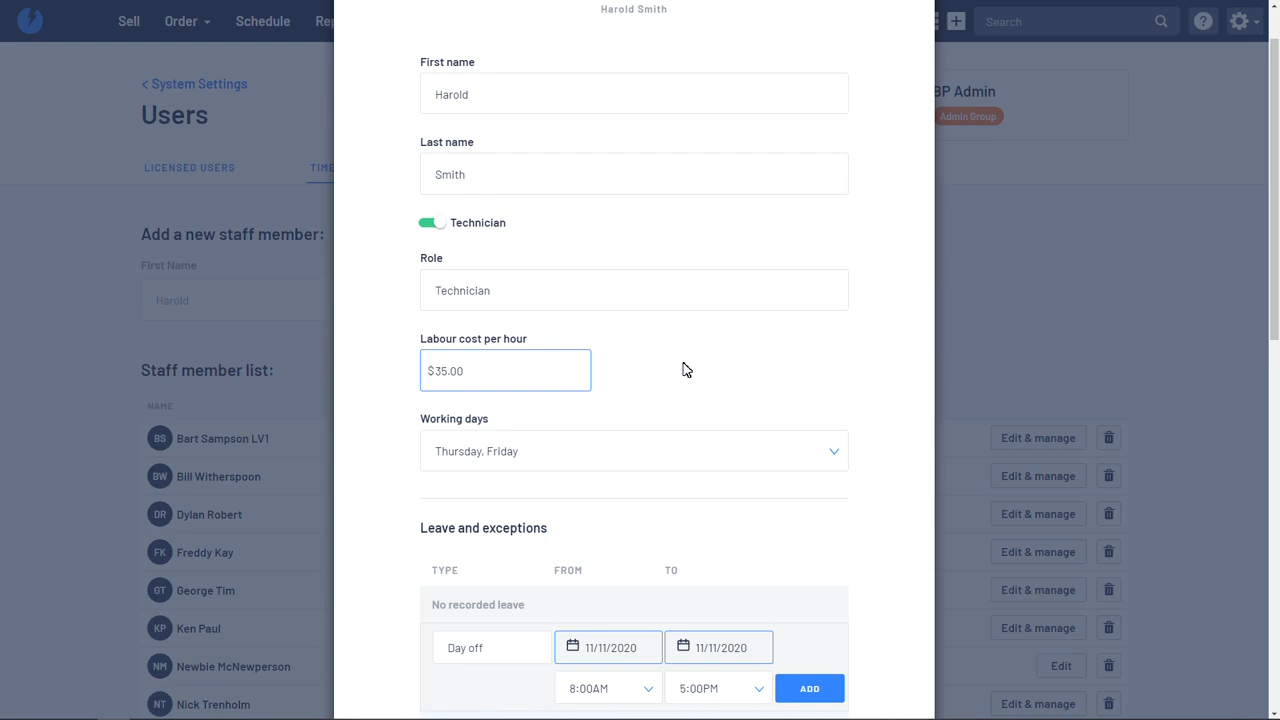 Harold Smith
Sell Order Schedule
Search
< System Settings
Users
BP Admin
Admin Group
LICENSED USERS
Add a new staff member:
First Name
Harold
Staff member list:
NAME
BS Bart Sampson LV1 Edit & manage
BW Bill Witherspoon Edit & manage
DR Dylan Robert Edit & manage
FK Freddy Kay Edit & manage
GT George Tim Edit & manage
KP Ken Paul Edit & manage
NM Newbie McNewperson Edit
NT Nick Trenholm Edit & manage
First name
Harold
Last name
Smith
Technician
Role
Technician
Labour cost per hour
$35.00
Working days
Thursday, Friday
Leave and exceptions
TYPE FROM TO
No recorded leave
Day off 11/11/2020 11/11/2020
8:00AM 5:00PM ADD